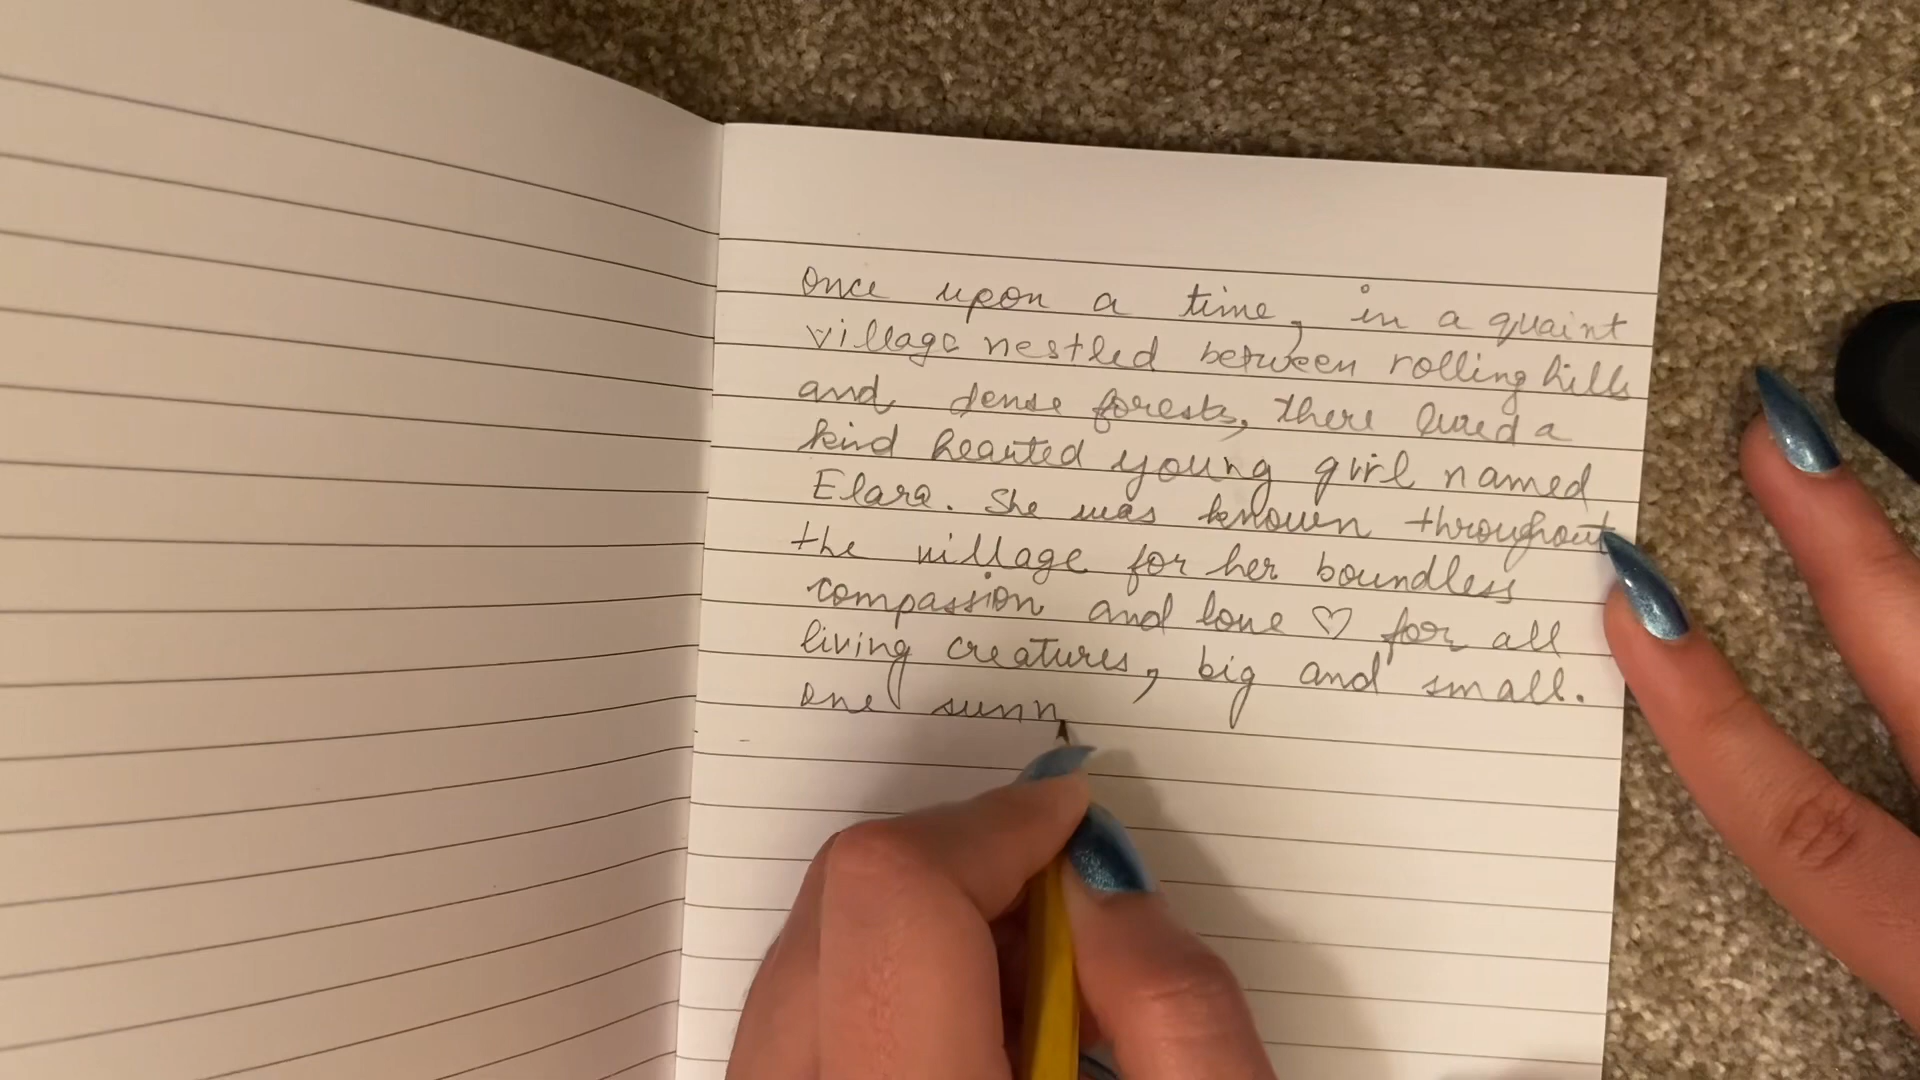 once upon a time, in a quaint
village nestled between rolling hills
and dense forests, there lived a
kind hearted young girl named
Elara. She was known throughout
the village for her boundless
compassion and love ♡ for all
living creatures, big and small.
one sunn